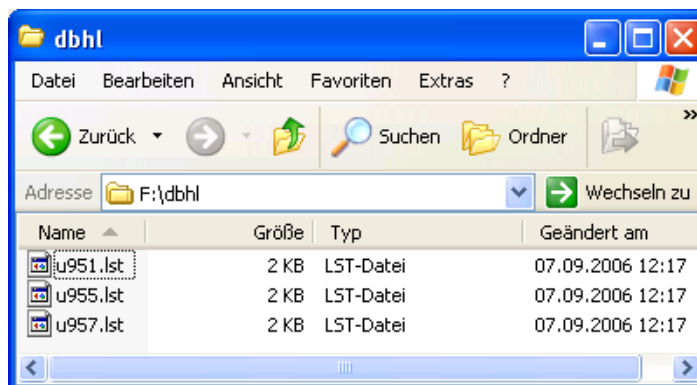 dbhl
Datei Bearbeiten Ansicht Favoriten Extras ?
Zurück Suchen Ordner »
Adresse F:\dbhl Wechseln zu
Name Größe Typ Geändert am
u951.lst 2 KB LST-Datei 07.09.2006 12:17
u955.lst 2 KB LST-Datei 07.09.2006 12:17
u957.lst 2 KB LST-Datei 07.09.2006 12:17